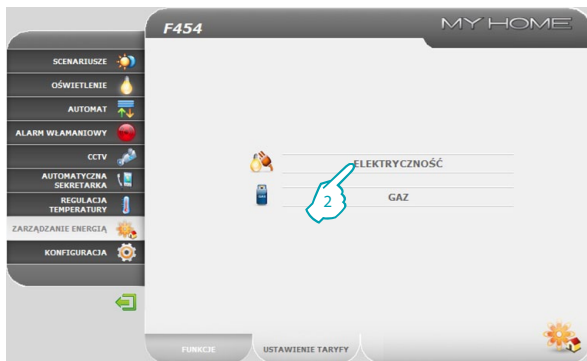 F454
MY HOME
SCENARIUSZE
OŚWIETLENIE
AUTOMAT
ALARM WŁAMANIOWY
CCTV
AUTOMATYCZNA
SEKRETARKA
REGULACJA
TEMPERATURY
ZARZĄDZANIE ENERGIĄ
KONFIGURACJA
ELEKTRYCZNOŚĆ
GAZ
2
FUNKCJE
USTAWIENIE TARYFY